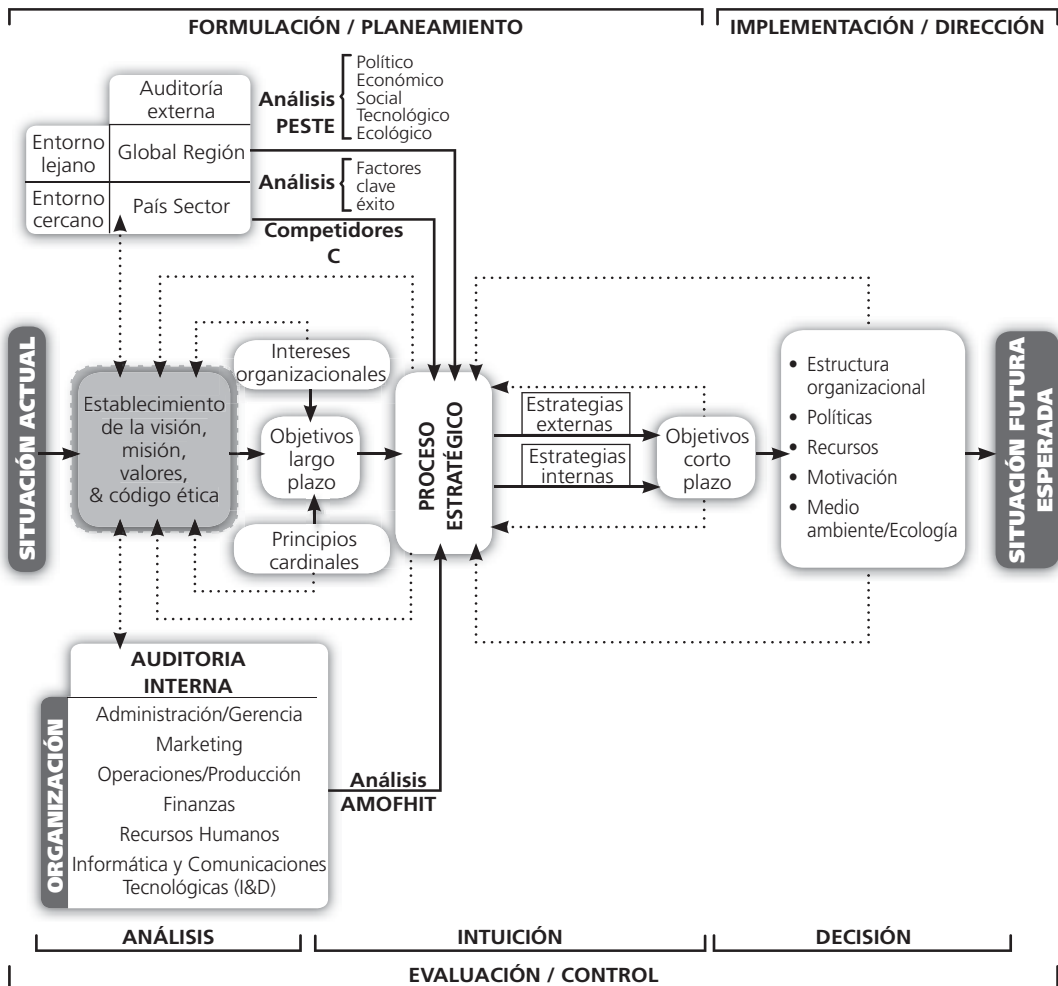 FORMULACIÓN / PLANEAMIENTO
IMPLEMENTACIÓN / DIRECCIÓN
Auditoría
externa
Entorno
lejano
Global Región
Entorno
cercano
País Sector
Análisis
PESTE
Político
Económico
Social
Tecnológico
Ecológico
Análisis
Factores
clave
éxito
Competidores
C
SITUACIÓN ACTUAL
Establecimiento
de la visión,
misión,
valores,
& código ética
Intereses
organizacionales
Objetivos
largo
plazo
Principios
cardinales
PROCESO
ESTRATÉGICO
Estrategias
externas
Estrategias
internas
Objetivos
corto
plazo
• Estructura
organizacional
• Políticas
• Recursos
• Motivación
• Medio
ambiente/Ecología
SITUACIÓN FUTURA
ESPERADA
ORGANIZACIÓN
AUDITORIA
INTERNA
Administración/Gerencia
Marketing
Operaciones/Producción
Finanzas
Recursos Humanos
Informática y Comunicaciones
Tecnológicas (I&D)
Análisis
AMOFHIT
ANÁLISIS
INTUICIÓN
DECISIÓN
EVALUACIÓN / CONTROL